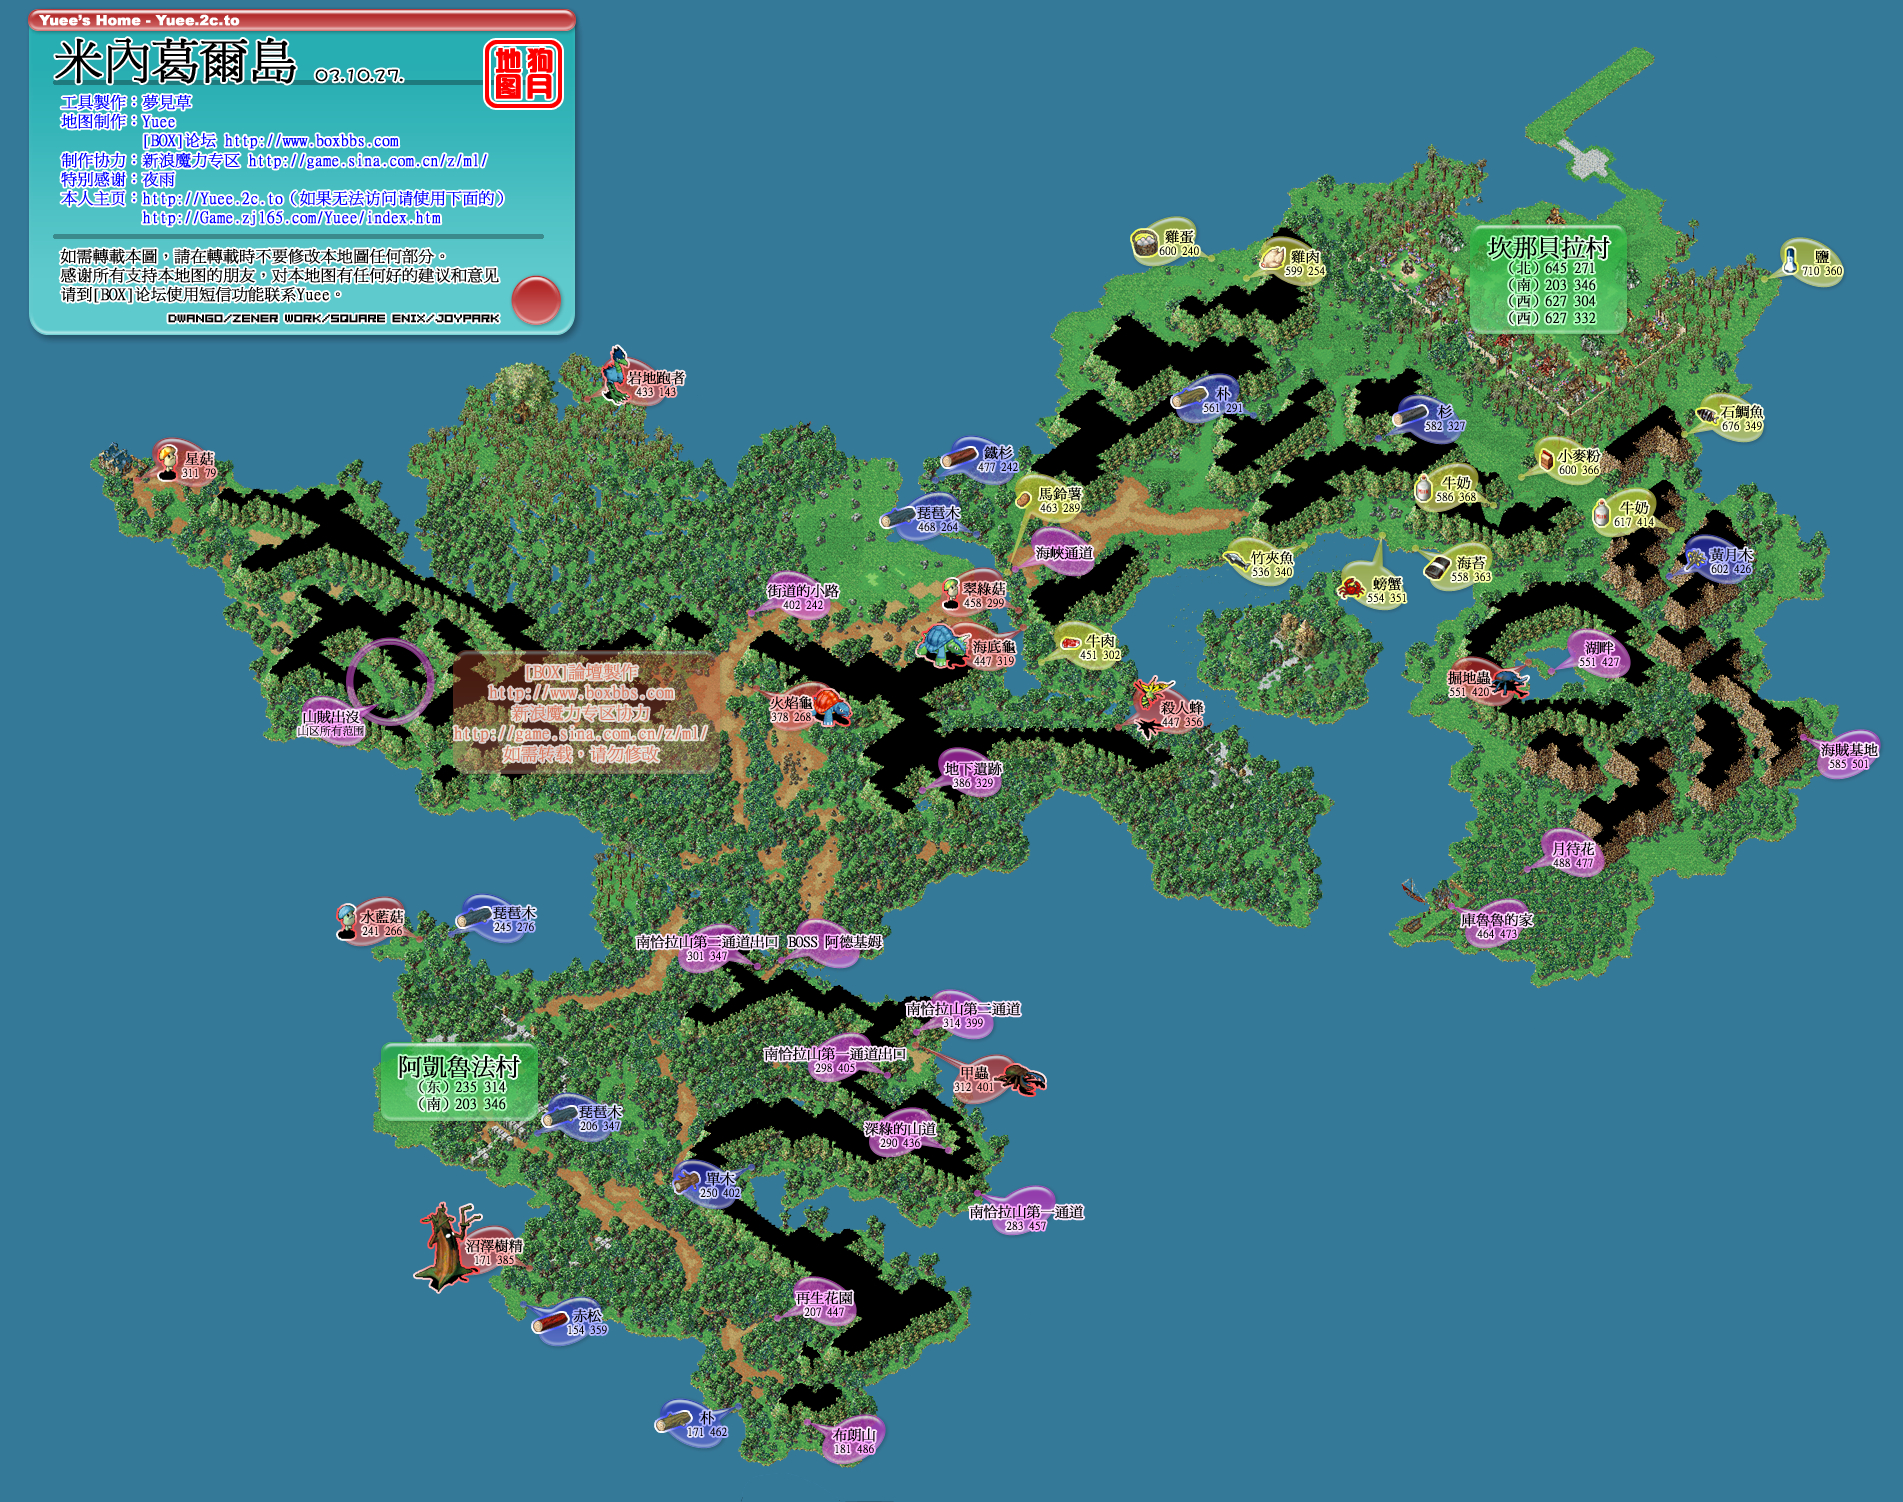 Yuee's Home - Yuee.2c.to
米內葛爾島 03.10.27.
狗月
地图
工具製作：夢見草
地图制作：Yuee
[BOX]论坛 http://www.boxbbs.com
制作协力：新浪魔力专区 http://game.sina.com.cn/z/ml/
特别感谢：夜雨
本人主页：http://Yuee.2c.to（如果无法访问请使用下面的）
http://Game.zj165.com/Yuee/index.htm
如需轉載本圖，請在轉載時不要修改本地圖任何部分。
感谢所有支持本地图的朋友，对本地图有任何好的建议和意见
请到[BOX]论坛使用短信功能联系Yuee。
DWANGO/ZENER WORK/SQUARE ENIX/JOYPARK
雞蛋
600 240
雞肉
599 254
坎那貝拉村
（北）645 271
（南）203 346
（西）627 304
（西）627 332
鹽
710 360
岩地跑者
433 143
朴
561 291
杉
582 327
石鯛魚
676 349
星菇
311 79
鐵杉
477 242
小麥粉
600 366
馬鈴薯
463 289
牛奶
586 368
琵琶木
468 264
牛奶
617 414
海峽通道
竹夾魚
536 340
海苔
558 363
黃月木
602 426
螃蟹
554 351
街道的小路
402 242
翠綠菇
458 299
海底龜
447 319
牛肉
451 302
湖畔
551 427
掘地蟲
551 420
[BOX]論壇製作
http://www.boxbbs.com
新浪魔力专区协力
http://game.sina.com.cn/z/ml/
如需转载，请勿修改
火焰龜
378 268
殺人蜂
447 356
山賊出沒
山区所有范围
地下遺跡
386 329
海賊基地
585 501
月待花
488 477
水藍菇
241 266
琵琶木
245 276
庫魯魯的家
464 473
南恰拉山第二通道出口
301 347
BOSS 阿德基姆
南恰拉山第二通道
314 399
南恰拉山第一通道出口
298 405
甲蟲
312 401
阿凱魯法村
（东）235 314
（南）203 346
琵琶木
206 347
深綠的山道
290 436
單木
250 402
南恰拉山第一通道
283 457
沼澤樹精
171 385
再生花園
207 447
赤松
154 359
朴
171 462
布朗山
181 486